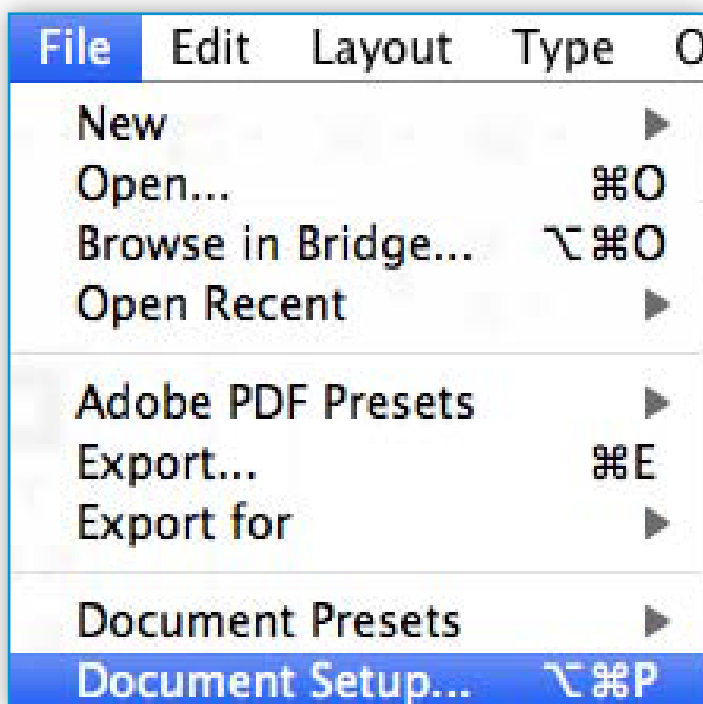 File Edit Layout Type
New ▶
Open... ⌘O
Browse in Bridge... ⌥⌘O
Open Recent ▶
Adobe PDF Presets ▶
Export... ⌘E
Export for ▶
Document Presets ▶
Document Setup... ⌥⌘P